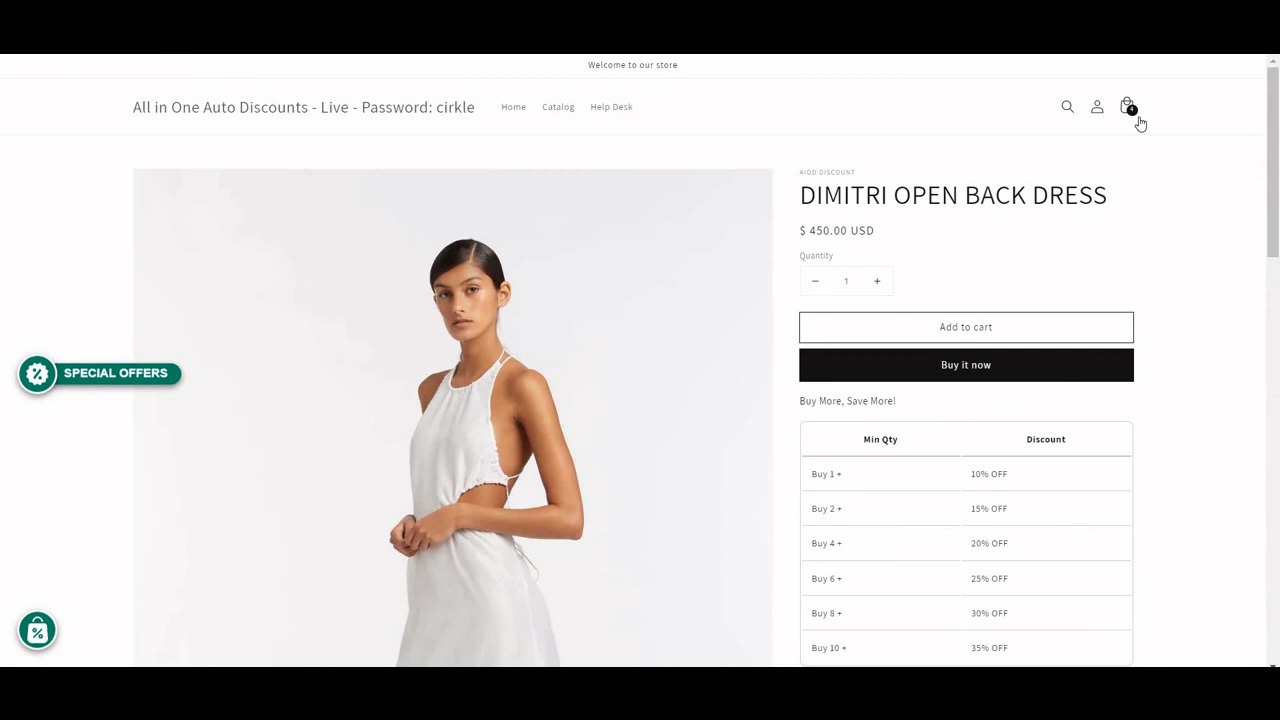 Welcome to our store
All in One Auto Discounts - Live - Password: cirkle
Home
Catalog
Help Desk
AIOD DISCOUNT
DIMITRI OPEN BACK DRESS
$ 450.00 USD
Quantity
− 1 +
Add to cart
Buy it now
SPECIAL OFFERS
Buy More, Save More!
Min Qty Discount
Buy 1 + 10% OFF
Buy 2 + 15% OFF
Buy 4 + 20% OFF
Buy 6 + 25% OFF
Buy 8 + 30% OFF
Buy 10 + 35% OFF